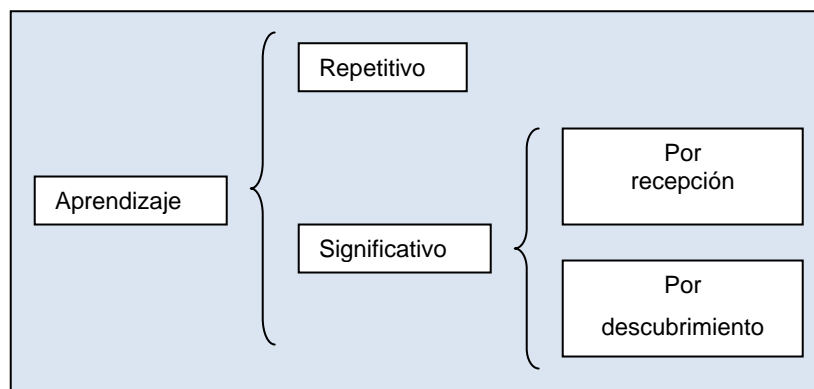 Repetitivo
Aprendizaje
Significativo
Por
recepción
Por
descubrimiento